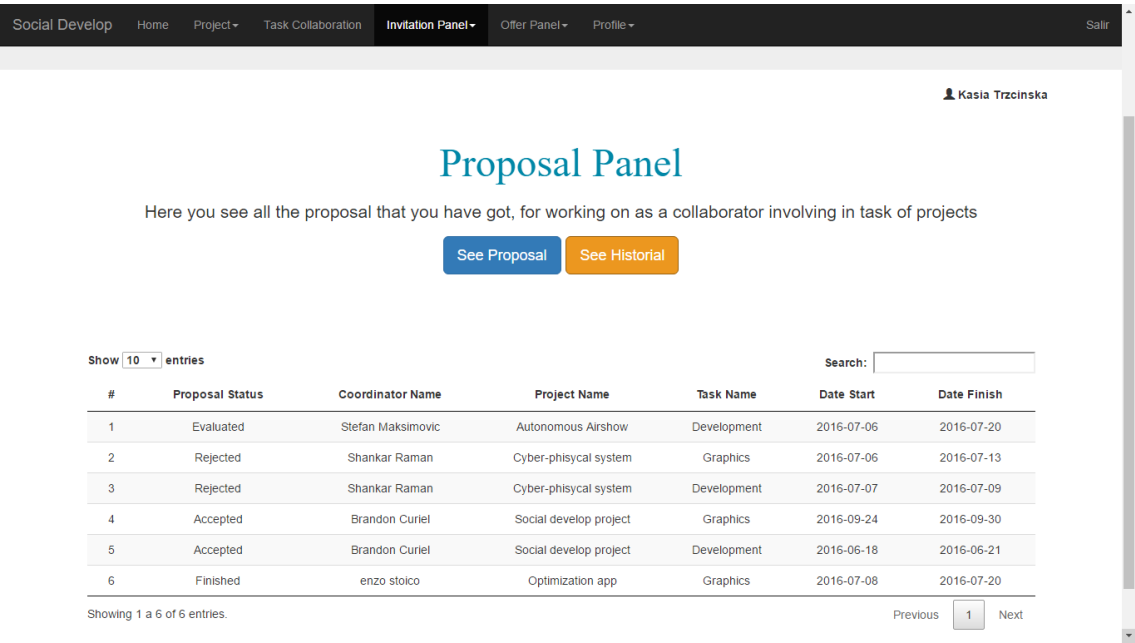 Social Develop Home Project Task Collaboration Invitation Panel Offer Panel Profile Salir
Kasia Trzcinska
Proposal Panel
Here you see all the proposal that you have got, for working on as a collaborator involving in task of projects
See Proposal See Historial
Show 10 entries Search:
# Proposal Status Coordinator Name Project Name Task Name Date Start Date Finish
1 Evaluated Stefan Maksimovic Autonomous Airshow Development 2016-07-06 2016-07-20
2 Rejected Shankar Raman Cyber-phisycal system Graphics 2016-07-06 2016-07-13
3 Rejected Shankar Raman Cyber-phisycal system Development 2016-07-07 2016-07-09
4 Accepted Brandon Curiel Social develop project Graphics 2016-09-24 2016-09-30
5 Accepted Brandon Curiel Social develop project Development 2016-06-18 2016-06-21
6 Finished enzo stoico Optimization app Graphics 2016-07-08 2016-07-20
Showing 1 a 6 of 6 entries. Previous 1 Next